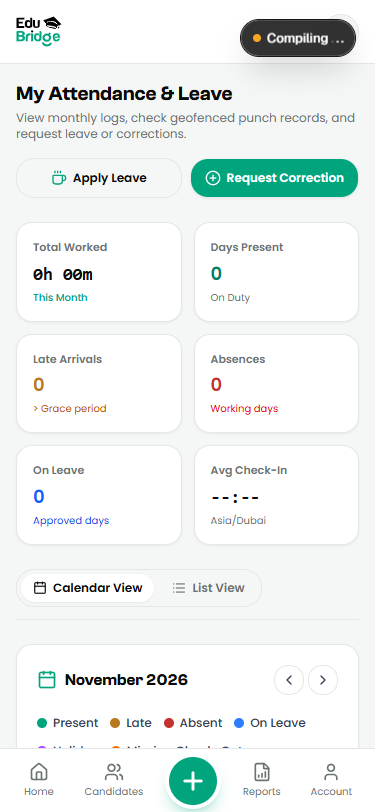 Edu
Bridge
Compiling ...
My Attendance & Leave
View monthly logs, check geofenced punch records, and
request leave or corrections.
Apply Leave
Request Correction
Total Worked
0h 00m
This Month
Days Present
0
On Duty
Late Arrivals
0
> Grace period
Absences
0
Working days
On Leave
0
Approved days
Avg Check-In
--:--
Asia/Dubai
Calendar View
List View
November 2026
Present
Late
Absent
On Leave
Home
Candidates
Reports
Account